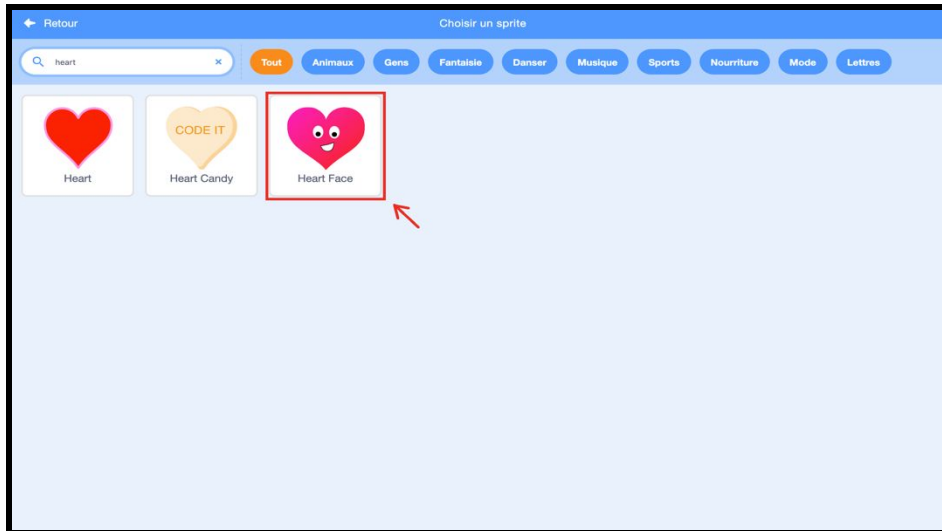 Retour
Choisir un sprite
heart
Tout
Animaux
Gens
Fantaisie
Danser
Musique
Sports
Nourriture
Mode
Lettres
CODE IT
Heart
Heart Candy
Heart Face